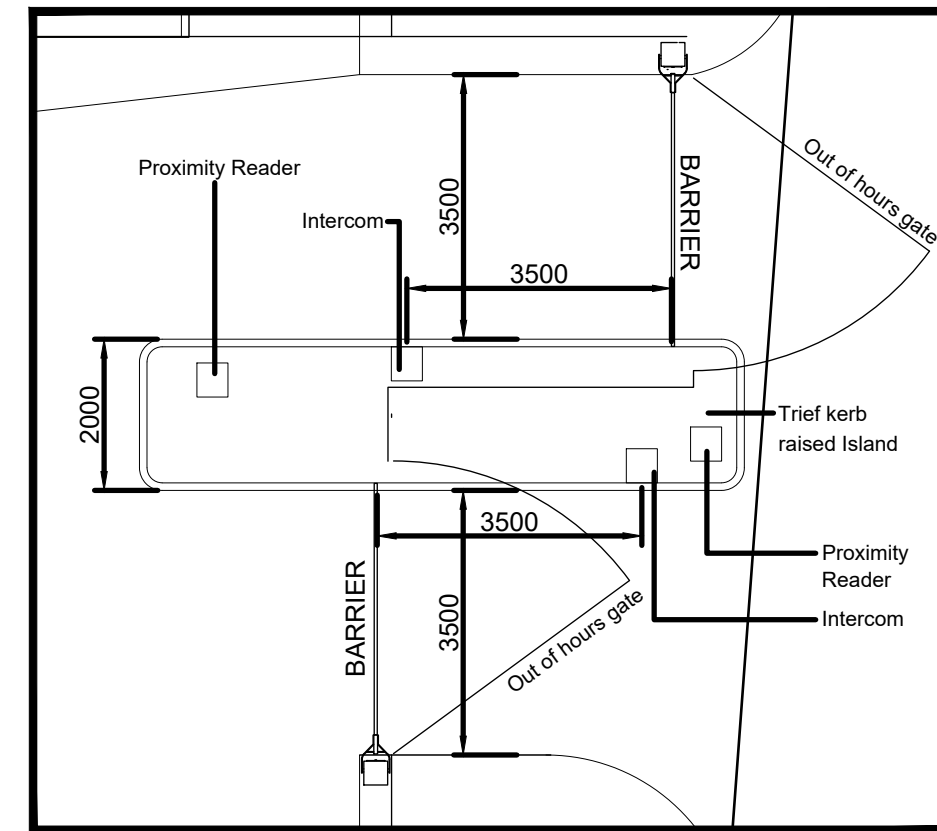 Proximity Reader
Intercom
3500
BARRIER
Out of hours gate
3500
2000
Trief kerb
raised Island
3500
BARRIER
3500
Out of hours gate
Proximity
Reader
Intercom